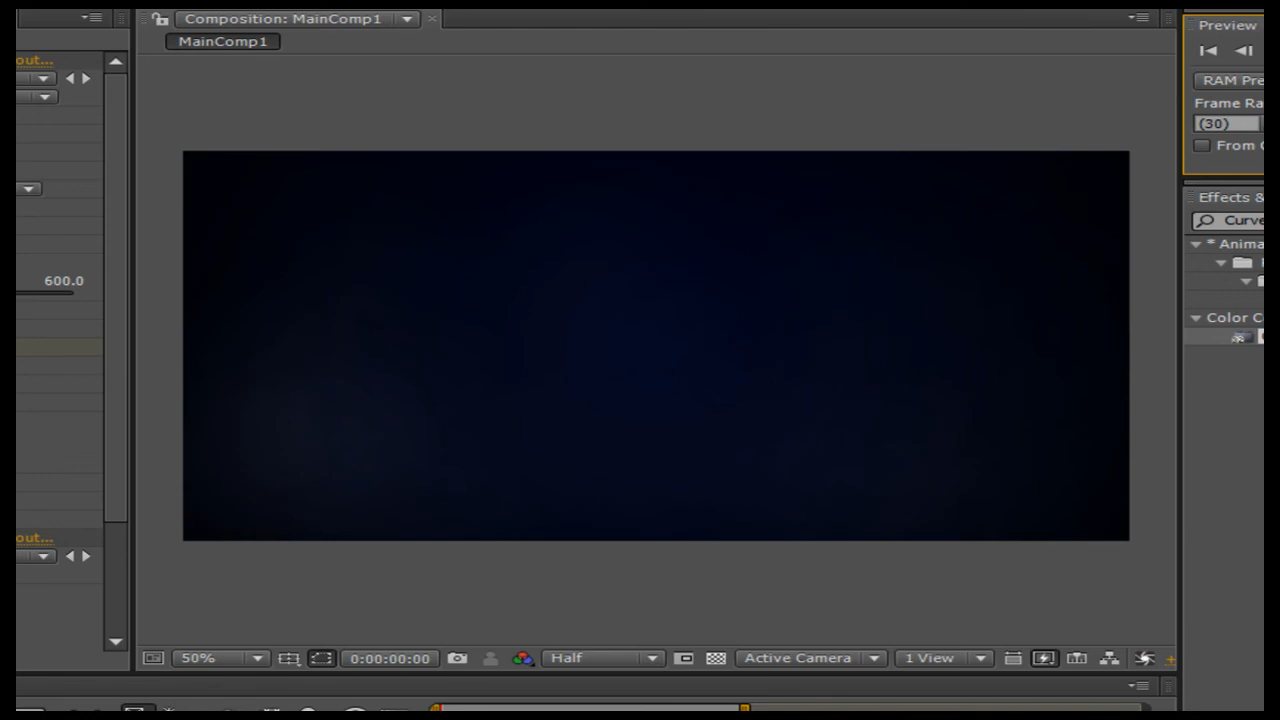 Composition: MainComp1
MainComp1
out...
600.0
out...
50%
0:00:00:00
Half
Active Camera
1 View
Preview
RAM Pre
Frame Ra
(30)
From
Effects &
Curve
* Anima
Color C